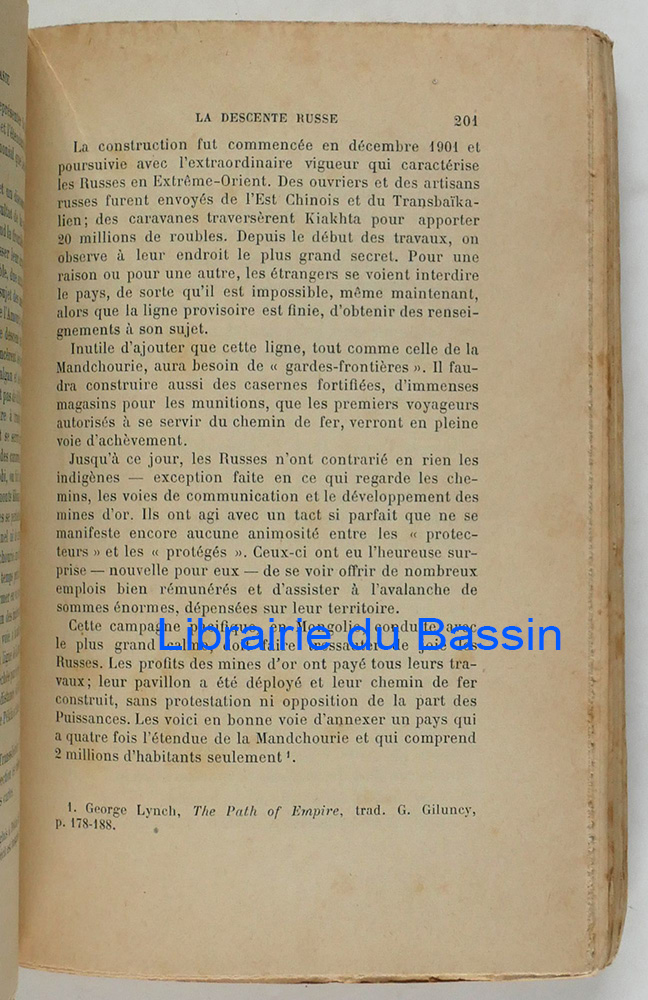 LA DESCENTE RUSSE 201
La construction fut commencée en décembre 1901 et
poursuivie avec l'extraordinaire vigueur qui caractérise
les Russes en Extrême-Orient. Des ouvriers et des artisans
russes furent envoyés de l'Est Chinois et du Transbaïka-
lien; des caravanes traversèrent Kiakhta pour apporter
20 millions de roubles. Depuis le début des travaux, on
observe à leur endroit le plus grand secret. Pour une
raison ou pour une autre, les étrangers se voient interdire
le pays, de sorte qu'il est impossible, même maintenant,
alors que la ligne provisoire est finie, d'obtenir des rensei-
gnements à son sujet.
Inutile d'ajouter que cette ligne, tout comme celle de la
Mandchourie, aura besoin de « gardes-frontières ». Il fau-
dra construire aussi des casernes fortifiées, d'immenses
magasins pour les munitions, que les premiers voyageurs
autorisés à se servir du chemin de fer, verront en pleine
voie d'achèvement.
Jusqu'à ce jour, les Russes n'ont contrarié en rien les
indigènes — exception faite en ce qui regarde les che-
mins, les voies de communication et le développement des
mines d'or. Ils ont agi avec un tact si parfait que ne se
manifeste encore aucune animosité entre les « protec-
teurs » et les « protégés ». Ceux-ci ont eu l'heureuse sur-
prise — nouvelle pour eux — de se voir offrir de nombreux
emplois bien rémunérés et d'assister à l'avalanche de
sommes énormes, dépensées sur leur territoire.
Cette campagne pacifique en Mongolie, conduite avec
le plus grand calme, doit faire tressauter de joie les
Librairie du Bassin
Russes. Les profits des mines d'or ont payé tous leurs tra-
vaux; leur pavillon a été déployé et leur chemin de fer
construit, sans protestation ni opposition de la part des
Puissances. Les voici en bonne voie d'annexer un pays qui
a quatre fois l'étendue de la Mandchourie et qui comprend
2 millions d'habitants seulement ¹.
1. George Lynch, The Path of Empire, trad. G. Giluncy,
p. 178-188.